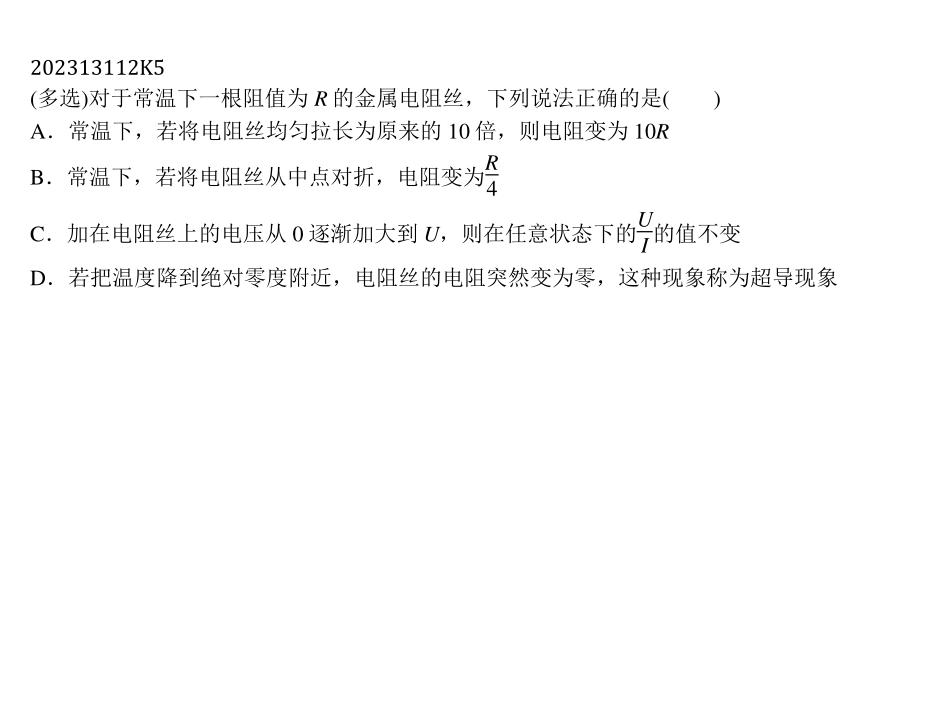 202313112K5
(多选)对于常温下一根阻值为 R 的金属电阻丝，下列说法正确的是(　　)
A．常温下，若将电阻丝均匀拉长为原来的 10 倍，则电阻变为 10R
B．常温下，若将电阻丝从中点对折，电阻变为R/4
C．加在电阻丝上的电压从 0 逐渐加大到 U，则在任意状态下的U/I的值不变
D．若把温度降到绝对零度附近，电阻丝的电阻突然变为零，这种现象称为超导现象